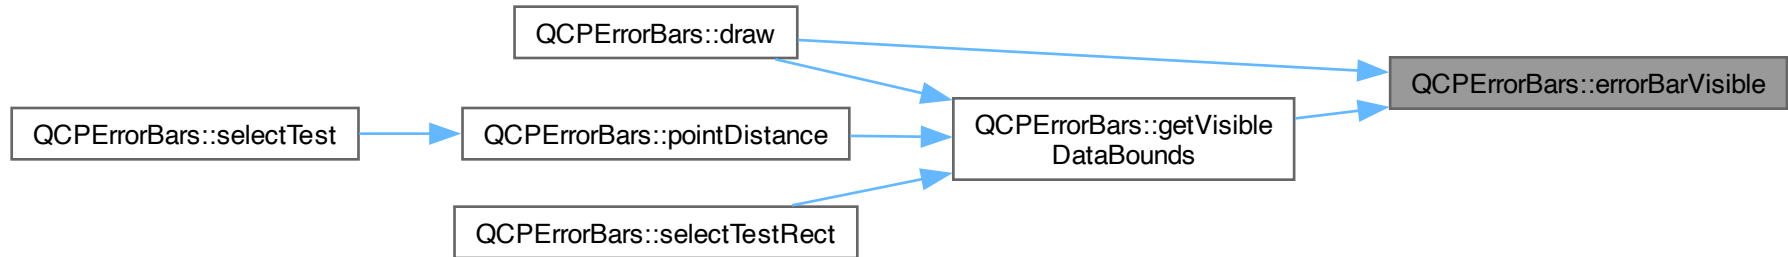 QCPErrorBars::draw
QCPErrorBars::errorBarVisible
QCPErrorBars::selectTest
QCPErrorBars::pointDistance
QCPErrorBars::getVisible
DataBounds
QCPErrorBars::selectTestRect